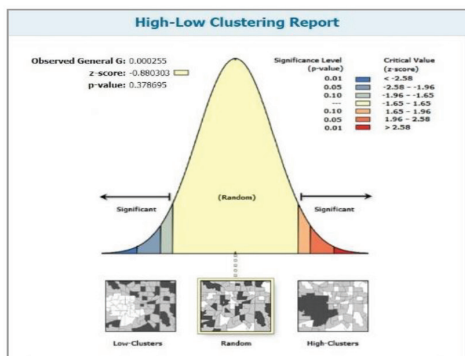 High-Low Clustering Report
Observed General G: 0.000255
z-score: -0.880303
p-value: 0.378695
Significance Level
(p-value)
Critical Value
(z-score)
0.01 < -2.58
0.05 -2.58 - -1.96
0.10 -1.96 - -1.65
--- -1.65 - 1.65
0.10 1.65 - 1.96
0.05 1.96 - 2.58
0.01 > 2.58
Significant
(Random)
Significant
Low-Clusters
Random
High-Clusters